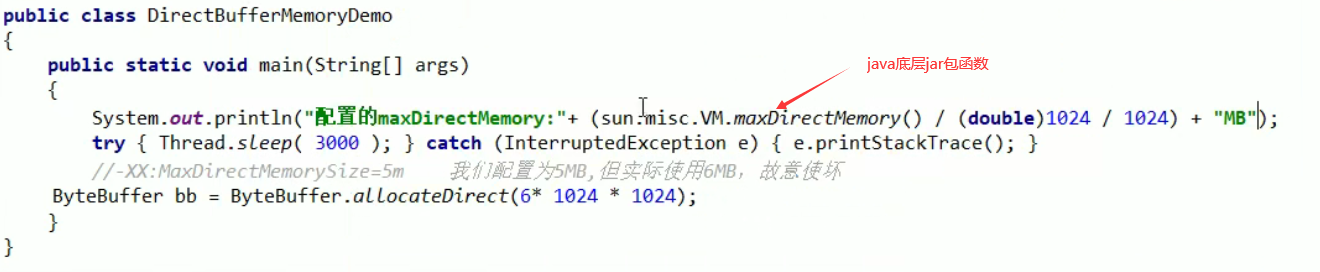 public class DirectBufferMemoryDemo
{
public static void main(String[] args)
java底层jar包函数
{
System.out.println("配置的maxDirectMemory:"+ (sun.misc.VM.maxDirectMemory() / (double)1024 / 1024) + "MB");
try { Thread.sleep( 3000 ); } catch (InterruptedException e) { e.printStackTrace(); }
//-XX:MaxDirectMemorySize=5m 我们配置为5MB,但实际使用6MB，故意使坏
ByteBuffer bb = ByteBuffer.allocateDirect(6* 1024 * 1024);
}
}